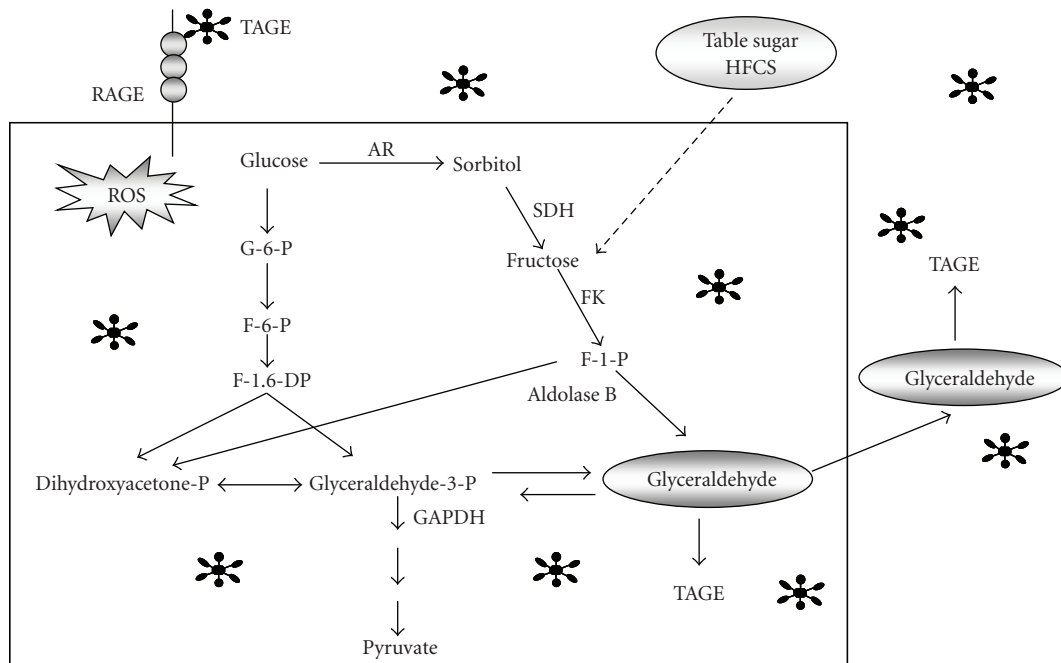 TAGE
Table sugar
HFCS
RAGE
Glucose
AR
Sorbitol
ROS
SDH
G-6-P
Fructose
TAGE
FK
F-6-P
F-1-P
F-1.6-DP
Aldolase B
Glyceraldehyde
Dihydroxyacetone-P
Glyceraldehyde-3-P
Glyceraldehyde
GAPDH
TAGE
Pyruvate